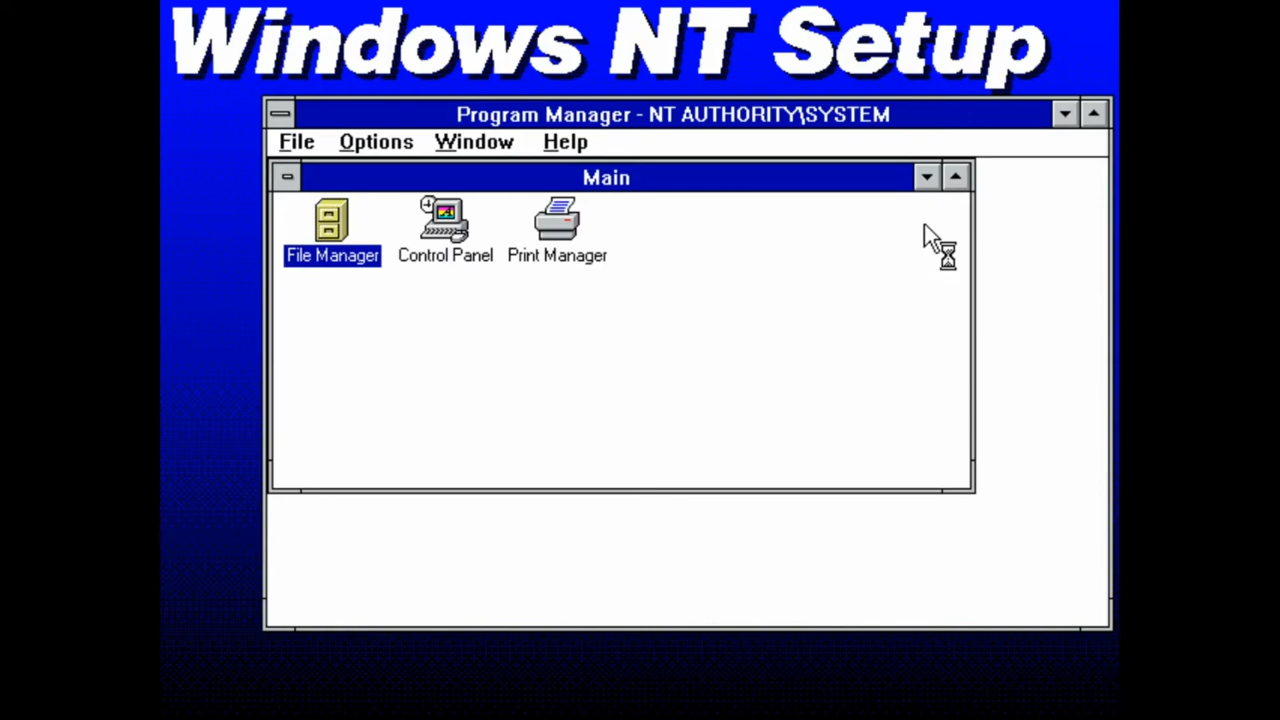 Windows NT Setup
Program Manager - NT AUTHORITY\SYSTEM
File Options Window Help
Main
File Manager Control Panel Print Manager